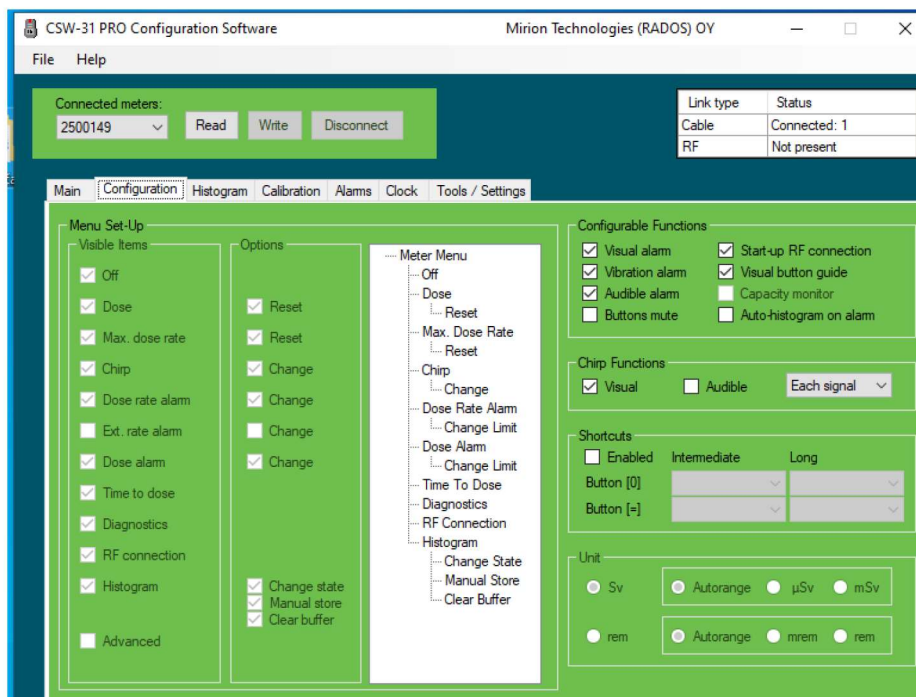 CSW-31 PRO Configuration Software Mirion Technologies (RADOS) OY
File Help
Connected meters:
2500149 Read Write Disconnect
Link type Status
Cable Connected: 1
RF Not present
Main Configuration Histogram Calibration Alarms Clock Tools / Settings
Menu Set-Up
Visible Items
Off
Dose
Max. dose rate
Chirp
Dose rate alarm
Ext. rate alarm
Dose alarm
Time to dose
Diagnostics
RF connection
Histogram
Advanced
Options
Reset
Reset
Change
Change
Change
Change
Change state
Manual store
Clear buffer
Meter Menu
Off
Dose
Reset
Max. Dose Rate
Reset
Chirp
Change
Dose Rate Alarm
Change Limit
Dose Alarm
Change Limit
Time To Dose
Diagnostics
RF Connection
Histogram
Change State
Manual Store
Clear Buffer
Configurable Functions
Visual alarm Start-up RF connection
Vibration alarm Visual button guide
Audible alarm Capacity monitor
Buttons mute Auto-histogram on alarm
Chirp Functions
Visual Audible Each signal
Shortcuts
Enabled Intermediate Long
Button [0]
Button [=]
Unit
Sv Autorange µSv mSv
rem Autorange mrem rem